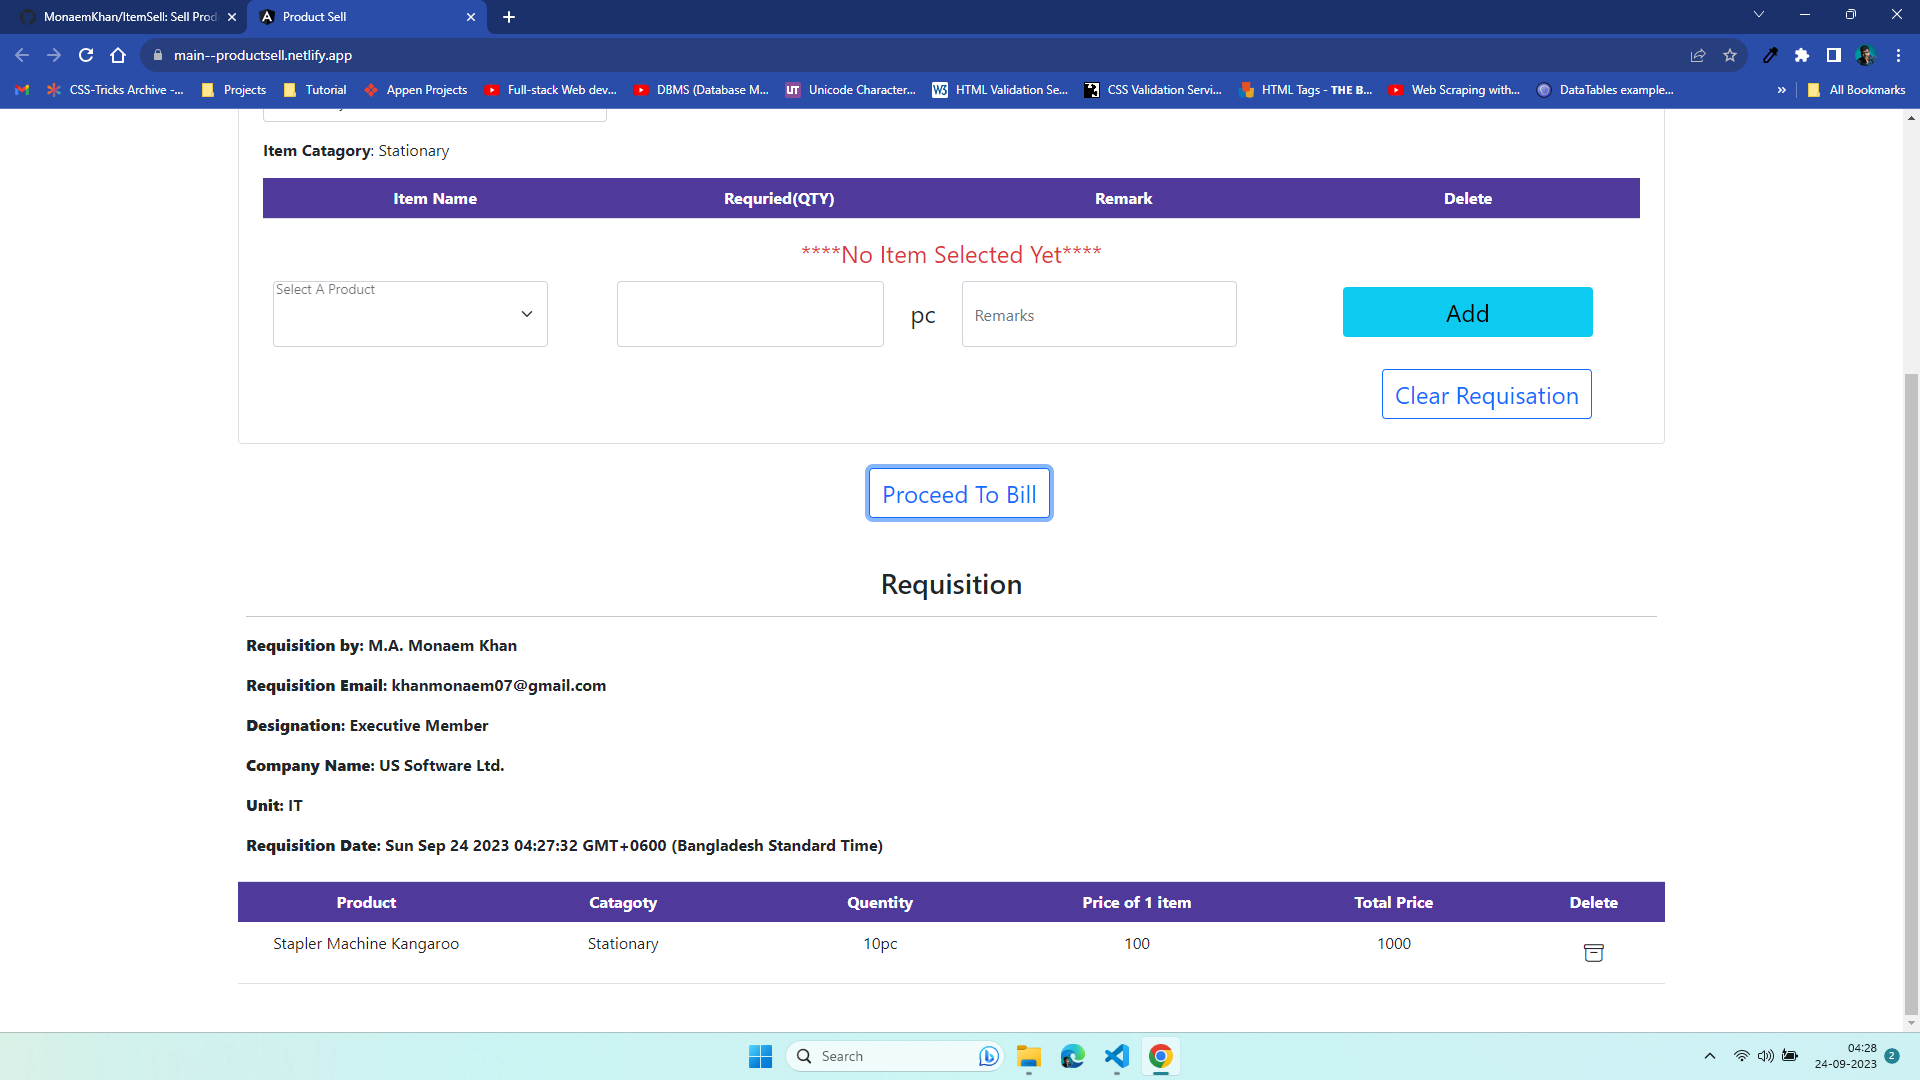 MonaemKhan/ItemSell: Sell Prod
Product Sell
main--productsell.netlify.app
CSS-Tricks Archive -...
Projects
Tutorial
Appen Projects
Full-stack Web dev...
DBMS (Database M...
UT
Unicode Character...
W3
HTML Validation Se...
CSS Validation Servi...
HTML Tags - THE B...
Web Scraping with...
DataTables example...
»
All Bookmarks
Item Catagory: Stationary
Item Name Requried(QTY) Remark Delete
****No Item Selected Yet****
Select A Product
pc
Remarks
Add
Clear Requisation
Proceed To Bill
Requisition
Requisition by: M.A. Monaem Khan
Requisition Email: khanmonaem07@gmail.com
Designation: Executive Member
Company Name: US Software Ltd.
Unit: IT
Requisition Date: Sun Sep 24 2023 04:27:32 GMT+0600 (Bangladesh Standard Time)
Product Catagoty Quentity Price of 1 item Total Price Delete
Stapler Machine Kangaroo Stationary 10pc 100 1000
Search
04:28
24-09-2023
2